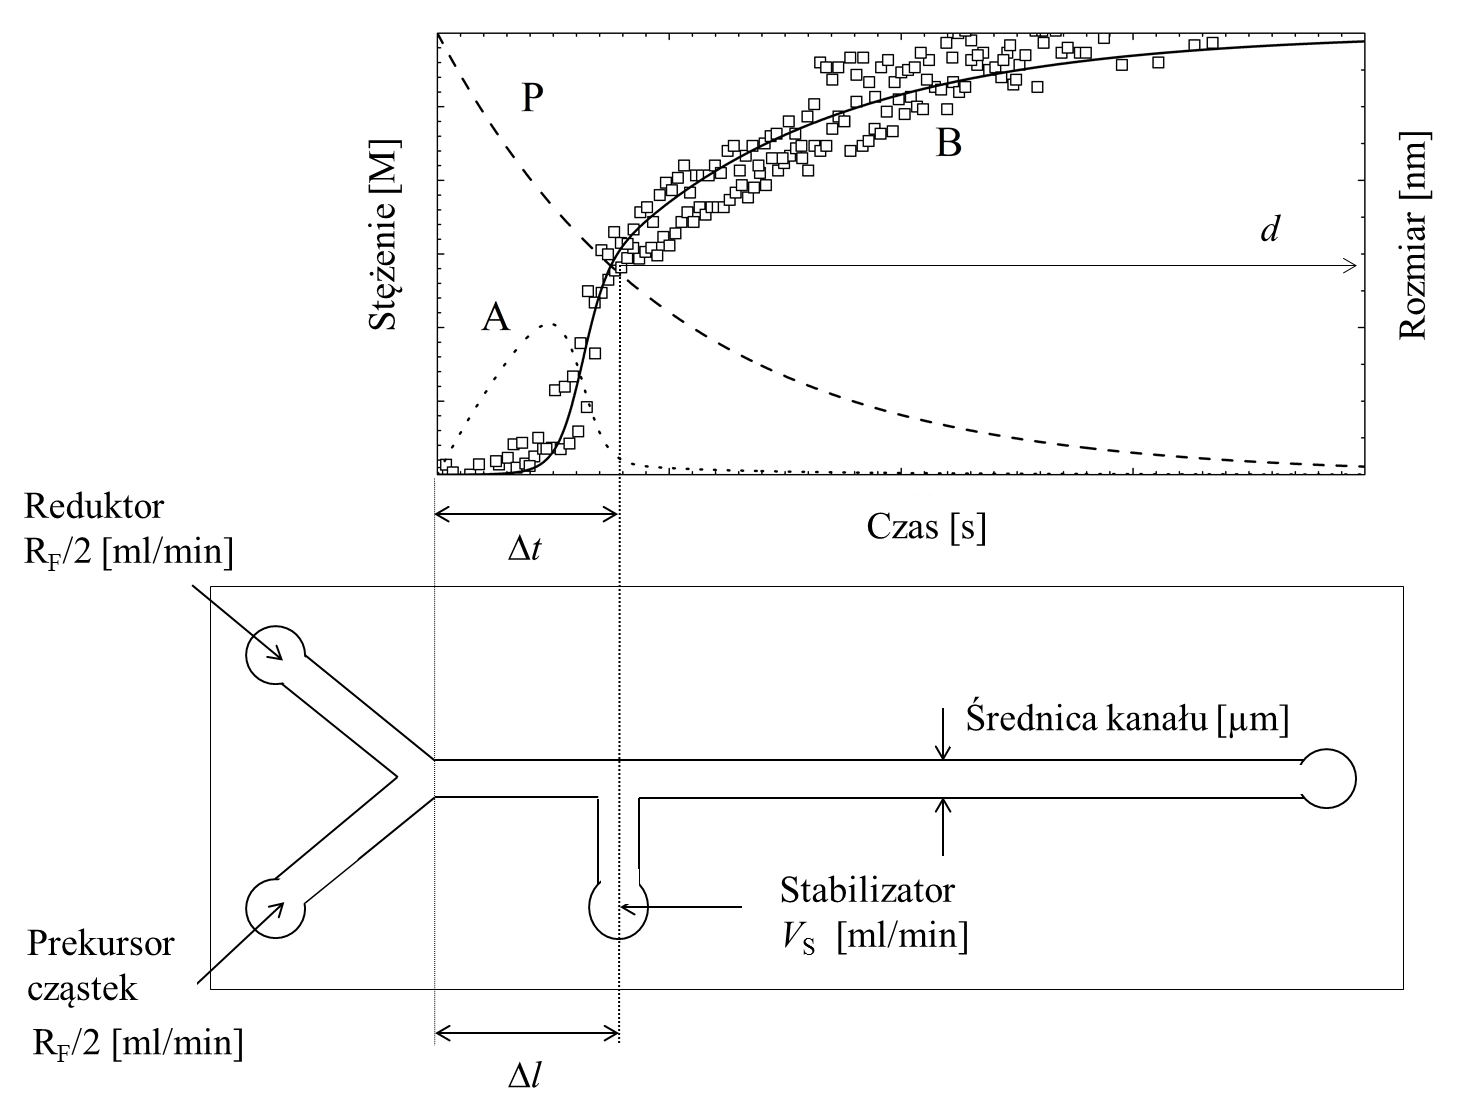 P
B
d
A
Stężenie [M]
Rozmiar [nm]
Czas [s]
Δt
Reduktor
R_F/2 [ml/min]
Średnica kanału [µm]
Stabilizator
V_S [ml/min]
Prekursor
cząstek
R_F/2 [ml/min]
Δl